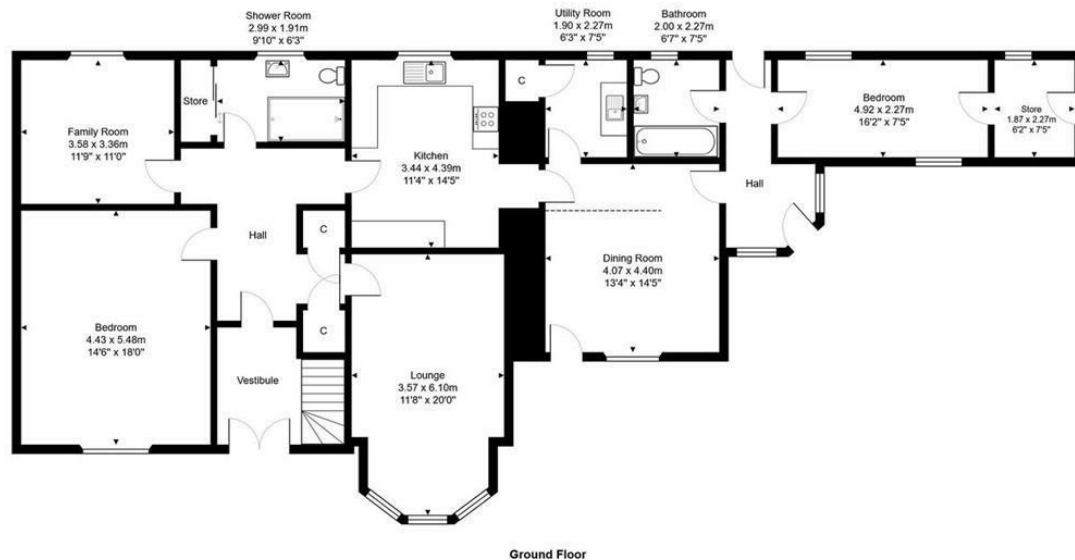 Shower Room
2.99 x 1.91m
9'10" x 6'3"
Utility Room
1.90 x 2.27m
6'3" x 7'5"
Bathroom
2.00 x 2.27m
6'7" x 7'5"
Store
C
Family Room
3.58 x 3.36m
11'9" x 11'0"
Kitchen
3.44 x 4.39m
11'4" x 14'5"
Bedroom
4.92 x 2.27m
16'2" x 7'5"
Store
1.87 x 2.27m
6'2" x 7'5"
Hall
Hall
C
Dining Room
4.07 x 4.40m
13'4" x 14'5"
Bedroom
4.43 x 5.48m
14'6" x 18'0"
C
Vestibule
Lounge
3.57 x 6.10m
11'8" x 20'0"
Ground Floor